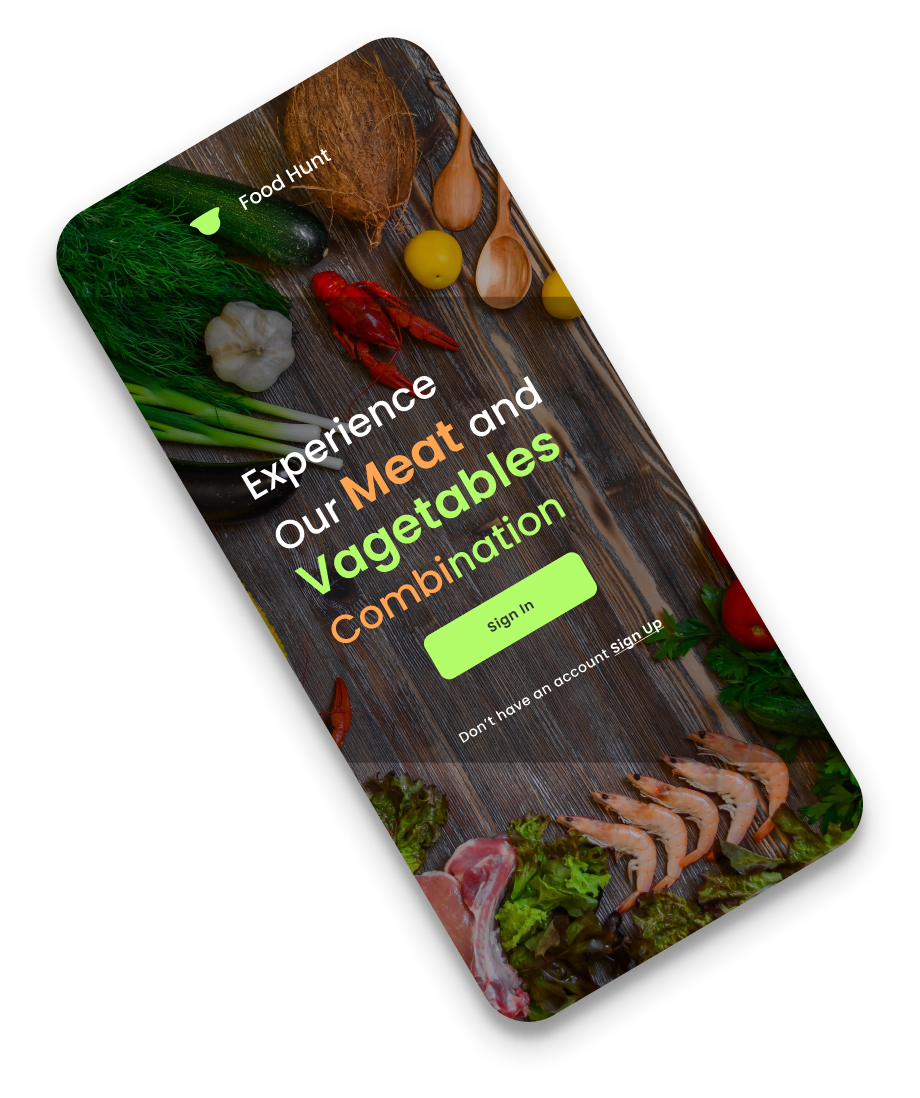 Food Hunt
Experience
Our Meat and
Vagetables
Combination
Sign In
Don't have an account Sign Up